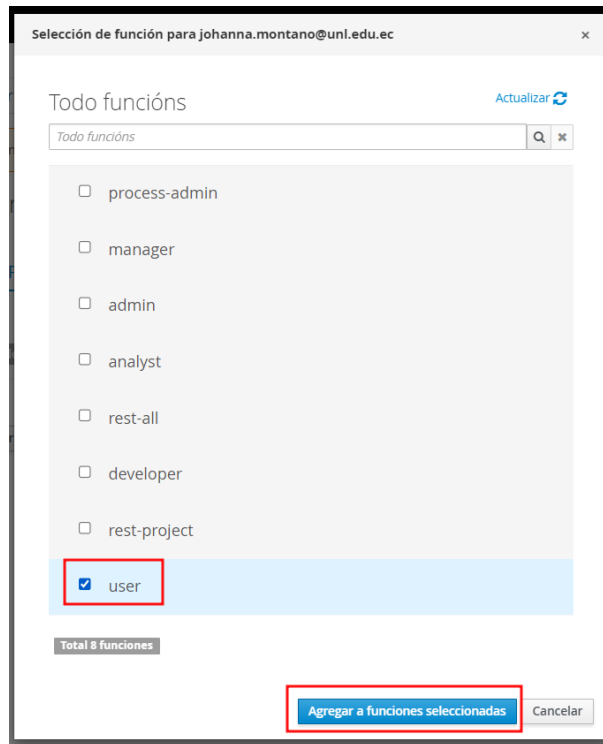 Selección de función para johanna.montano@unl.edu.ec ×
Todo funcións
Actualizar
Todo funcións
process-admin
manager
admin
analyst
rest-all
developer
rest-project
user
Total 8 funciones
Agregar a funciones seleccionadas
Cancelar